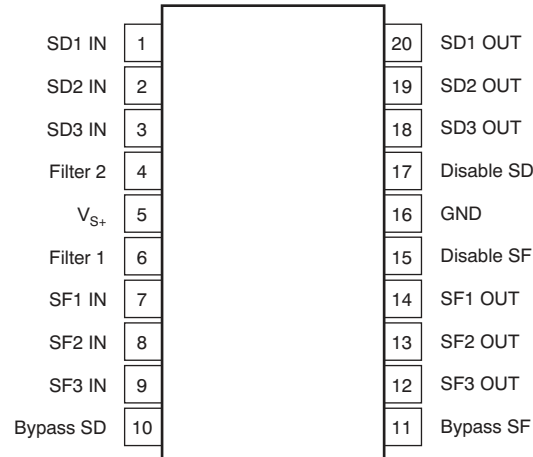 SD1 IN 1 20 SD1 OUT
SD2 IN 2 19 SD2 OUT
SD3 IN 3 18 SD3 OUT
Filter 2 4 17 Disable SD
VS+ 5 16 GND
Filter 1 6 15 Disable SF
SF1 IN 7 14 SF1 OUT
SF2 IN 8 13 SF2 OUT
SF3 IN 9 12 SF3 OUT
Bypass SD 10 11 Bypass SF